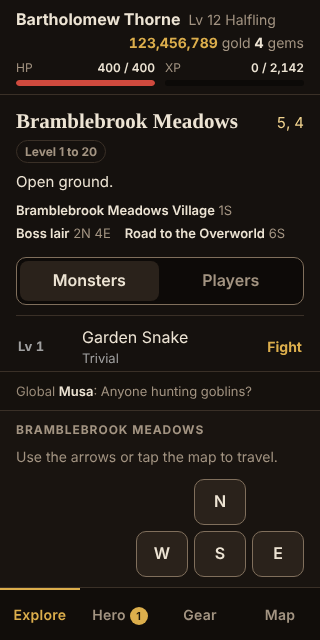 Bartholomew Thorne Lv 12 Halfling
123,456,789 gold 4 gems
HP 400 / 400 XP 0 / 2,142
Bramblebrook Meadows 5, 4
Level 1 to 20
Open ground.
Bramblebrook Meadows Village 1S
Boss lair 2N 4E Road to the Overworld 6S
Monsters Players
Lv 1 Garden Snake Fight
Trivial
Global Musa: Anyone hunting goblins?
BRAMBLEBROOK MEADOWS
Use the arrows or tap the map to travel.
N
W S E
Explore Hero 1 Gear Map